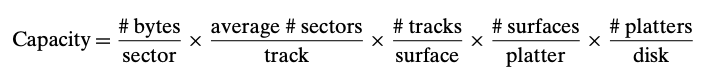 Capacity = # bytes / sector × average # sectors / track × # tracks / surface × # surfaces / platter × # platters / disk